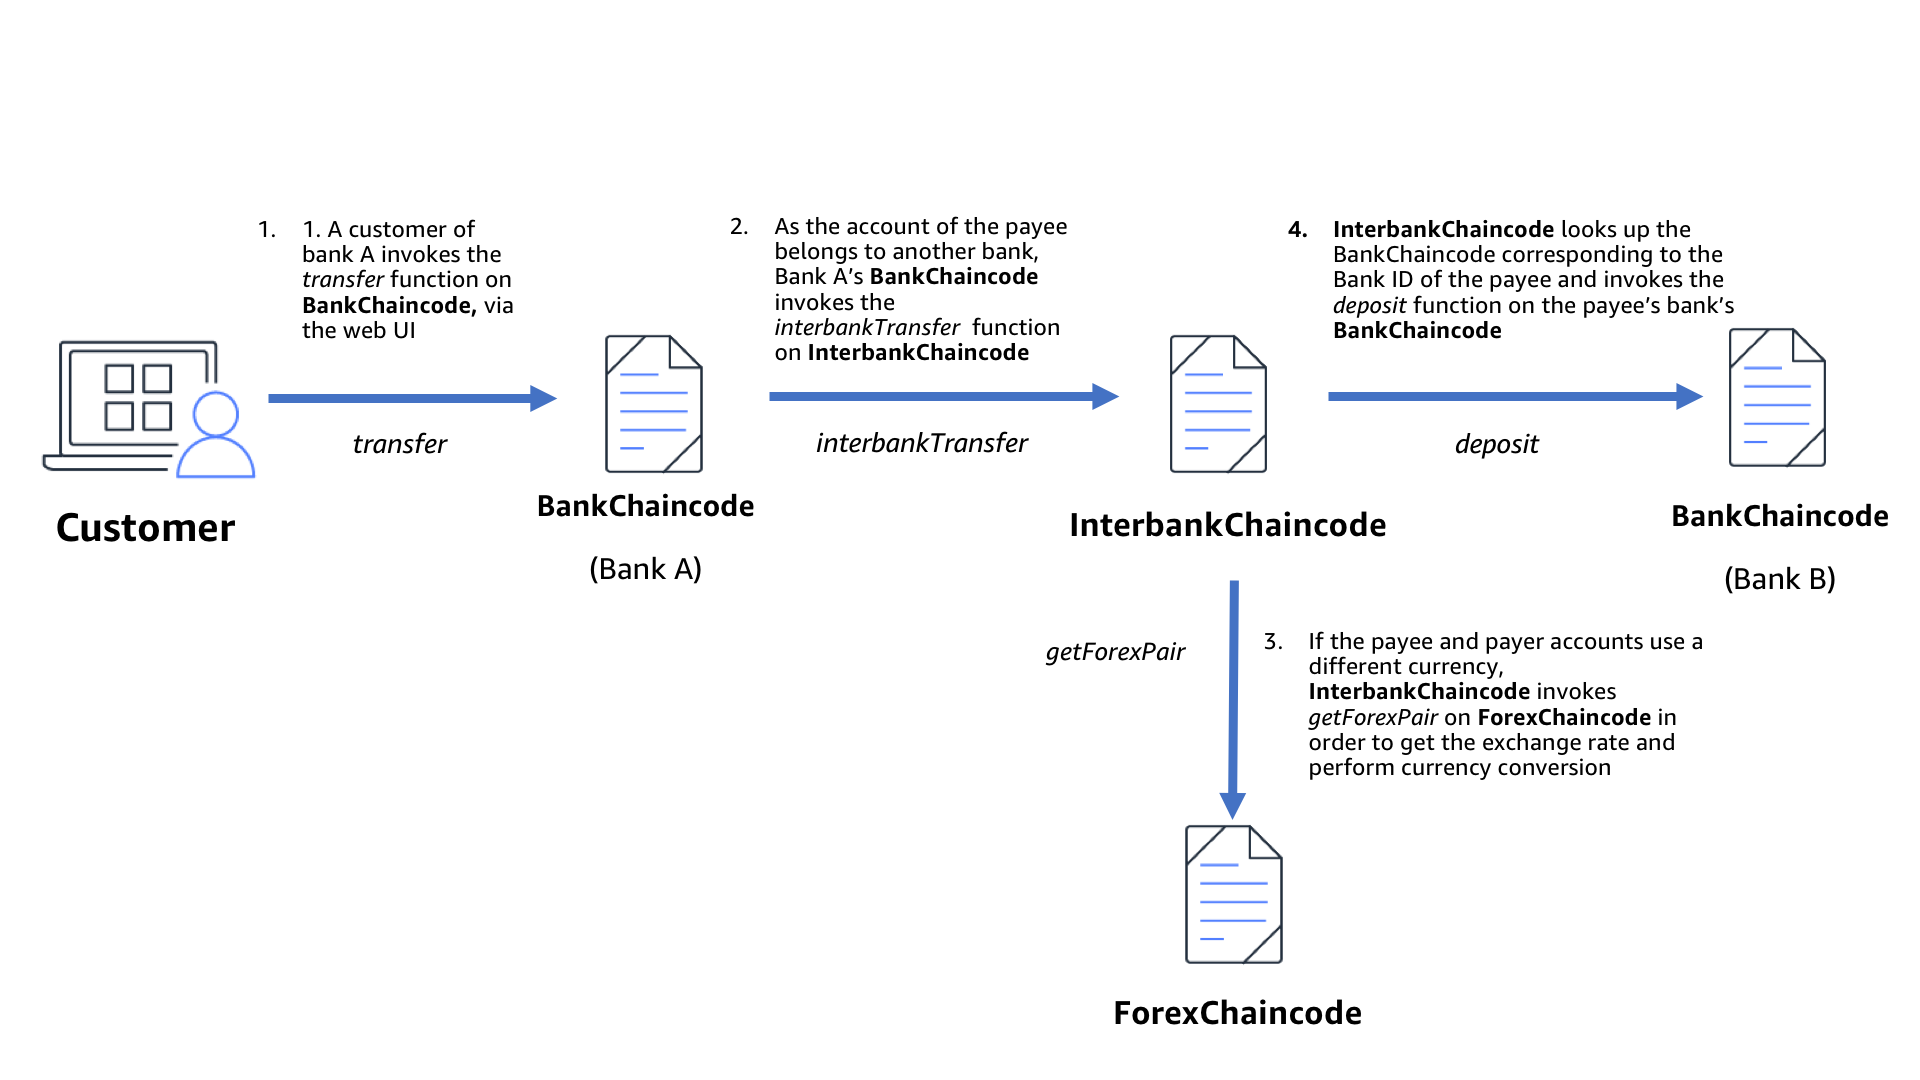 1. 1. A customer of
bank A invokes the
transfer function on
BankChaincode, via
the web UI
2. As the account of the payee
belongs to another bank,
Bank A’s BankChaincode
invokes the
interbankTransfer function
on InterbankChaincode
4. InterbankChaincode looks up the
BankChaincode corresponding to the
Bank ID of the payee and invokes the
deposit function on the payee’s bank’s
BankChaincode
transfer
interbankTransfer
deposit
Customer
BankChaincode
(Bank A)
InterbankChaincode
BankChaincode
(Bank B)
getForexPair
3. If the payee and payer accounts use a
different currency,
InterbankChaincode invokes
getForexPair on ForexChaincode in
order to get the exchange rate and
perform currency conversion
ForexChaincode